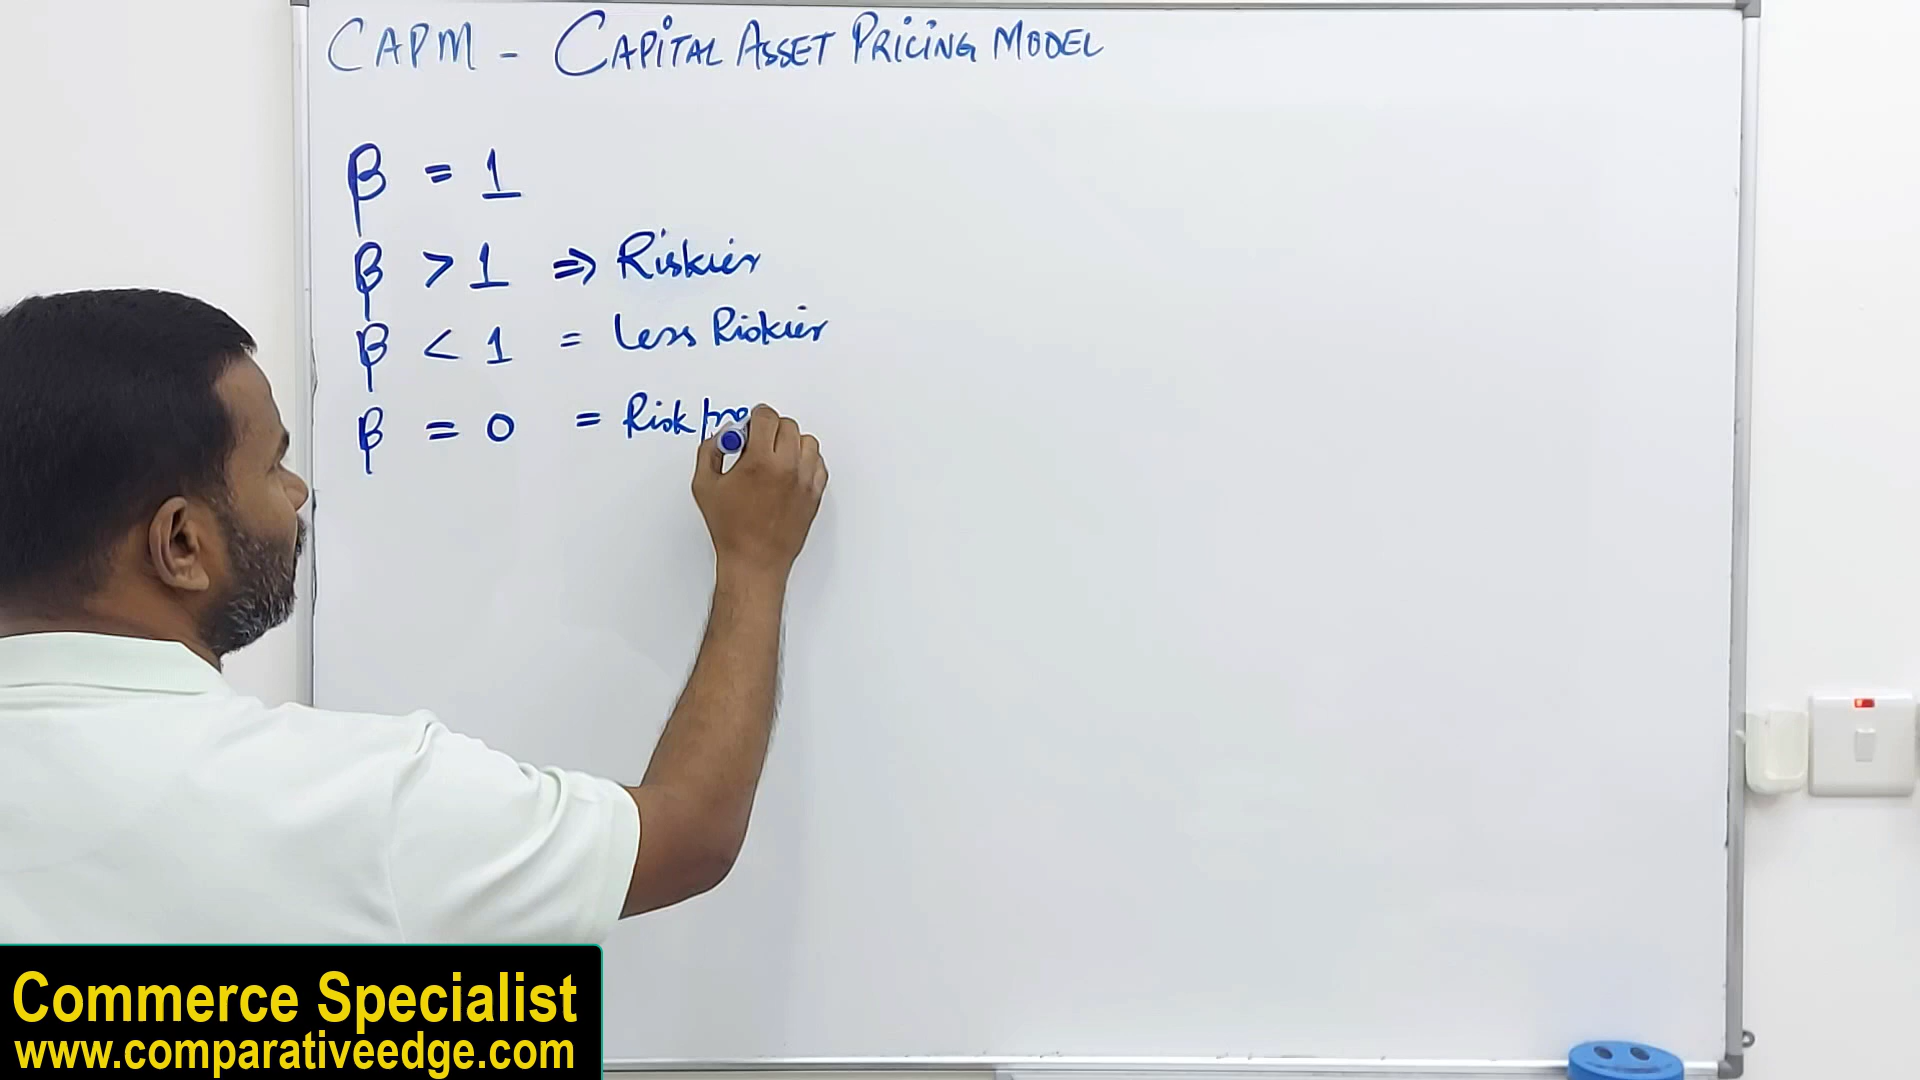 CAPM - CAPITAL ASSET PRICING MODEL
β = 1
β > 1 ⇒ Riskier
β < 1 = Less Riskier
β = 0 = Risk
Commerce Specialist
www.comparativeedge.com